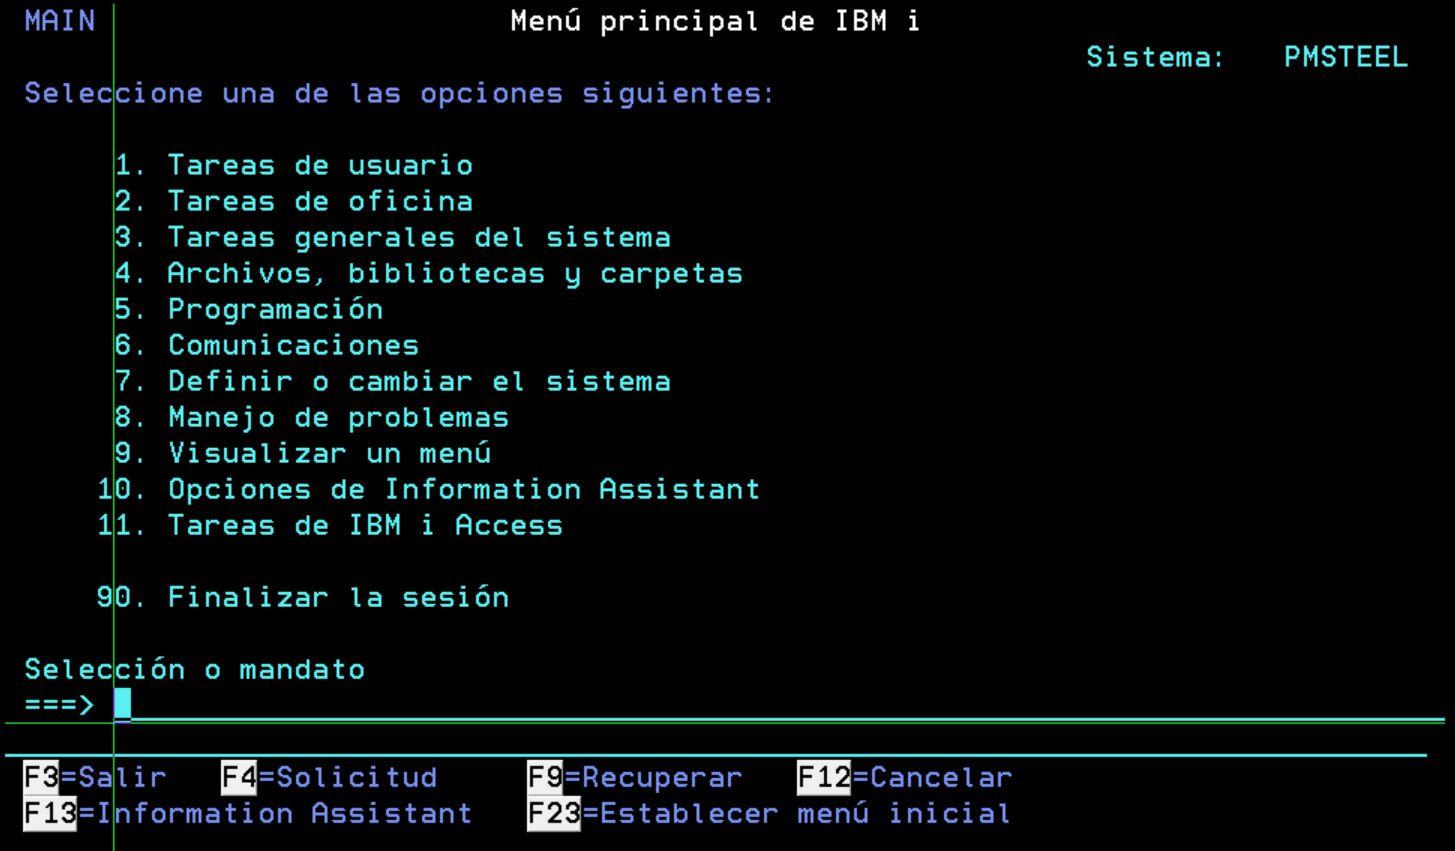 MAIN Menú principal de IBM i
Sistema: PMSTEEL
Seleccione una de las opciones siguientes:
1. Tareas de usuario
2. Tareas de oficina
3. Tareas generales del sistema
4. Archivos, bibliotecas y carpetas
5. Programación
6. Comunicaciones
7. Definir o cambiar el sistema
8. Manejo de problemas
9. Visualizar un menú
10. Opciones de Information Assistant
11. Tareas de IBM i Access
90. Finalizar la sesión
Selección o mandato
===>
F3=Salir F4=Solicitud F9=Recuperar F12=Cancelar
F13=Information Assistant F23=Establecer menú inicial